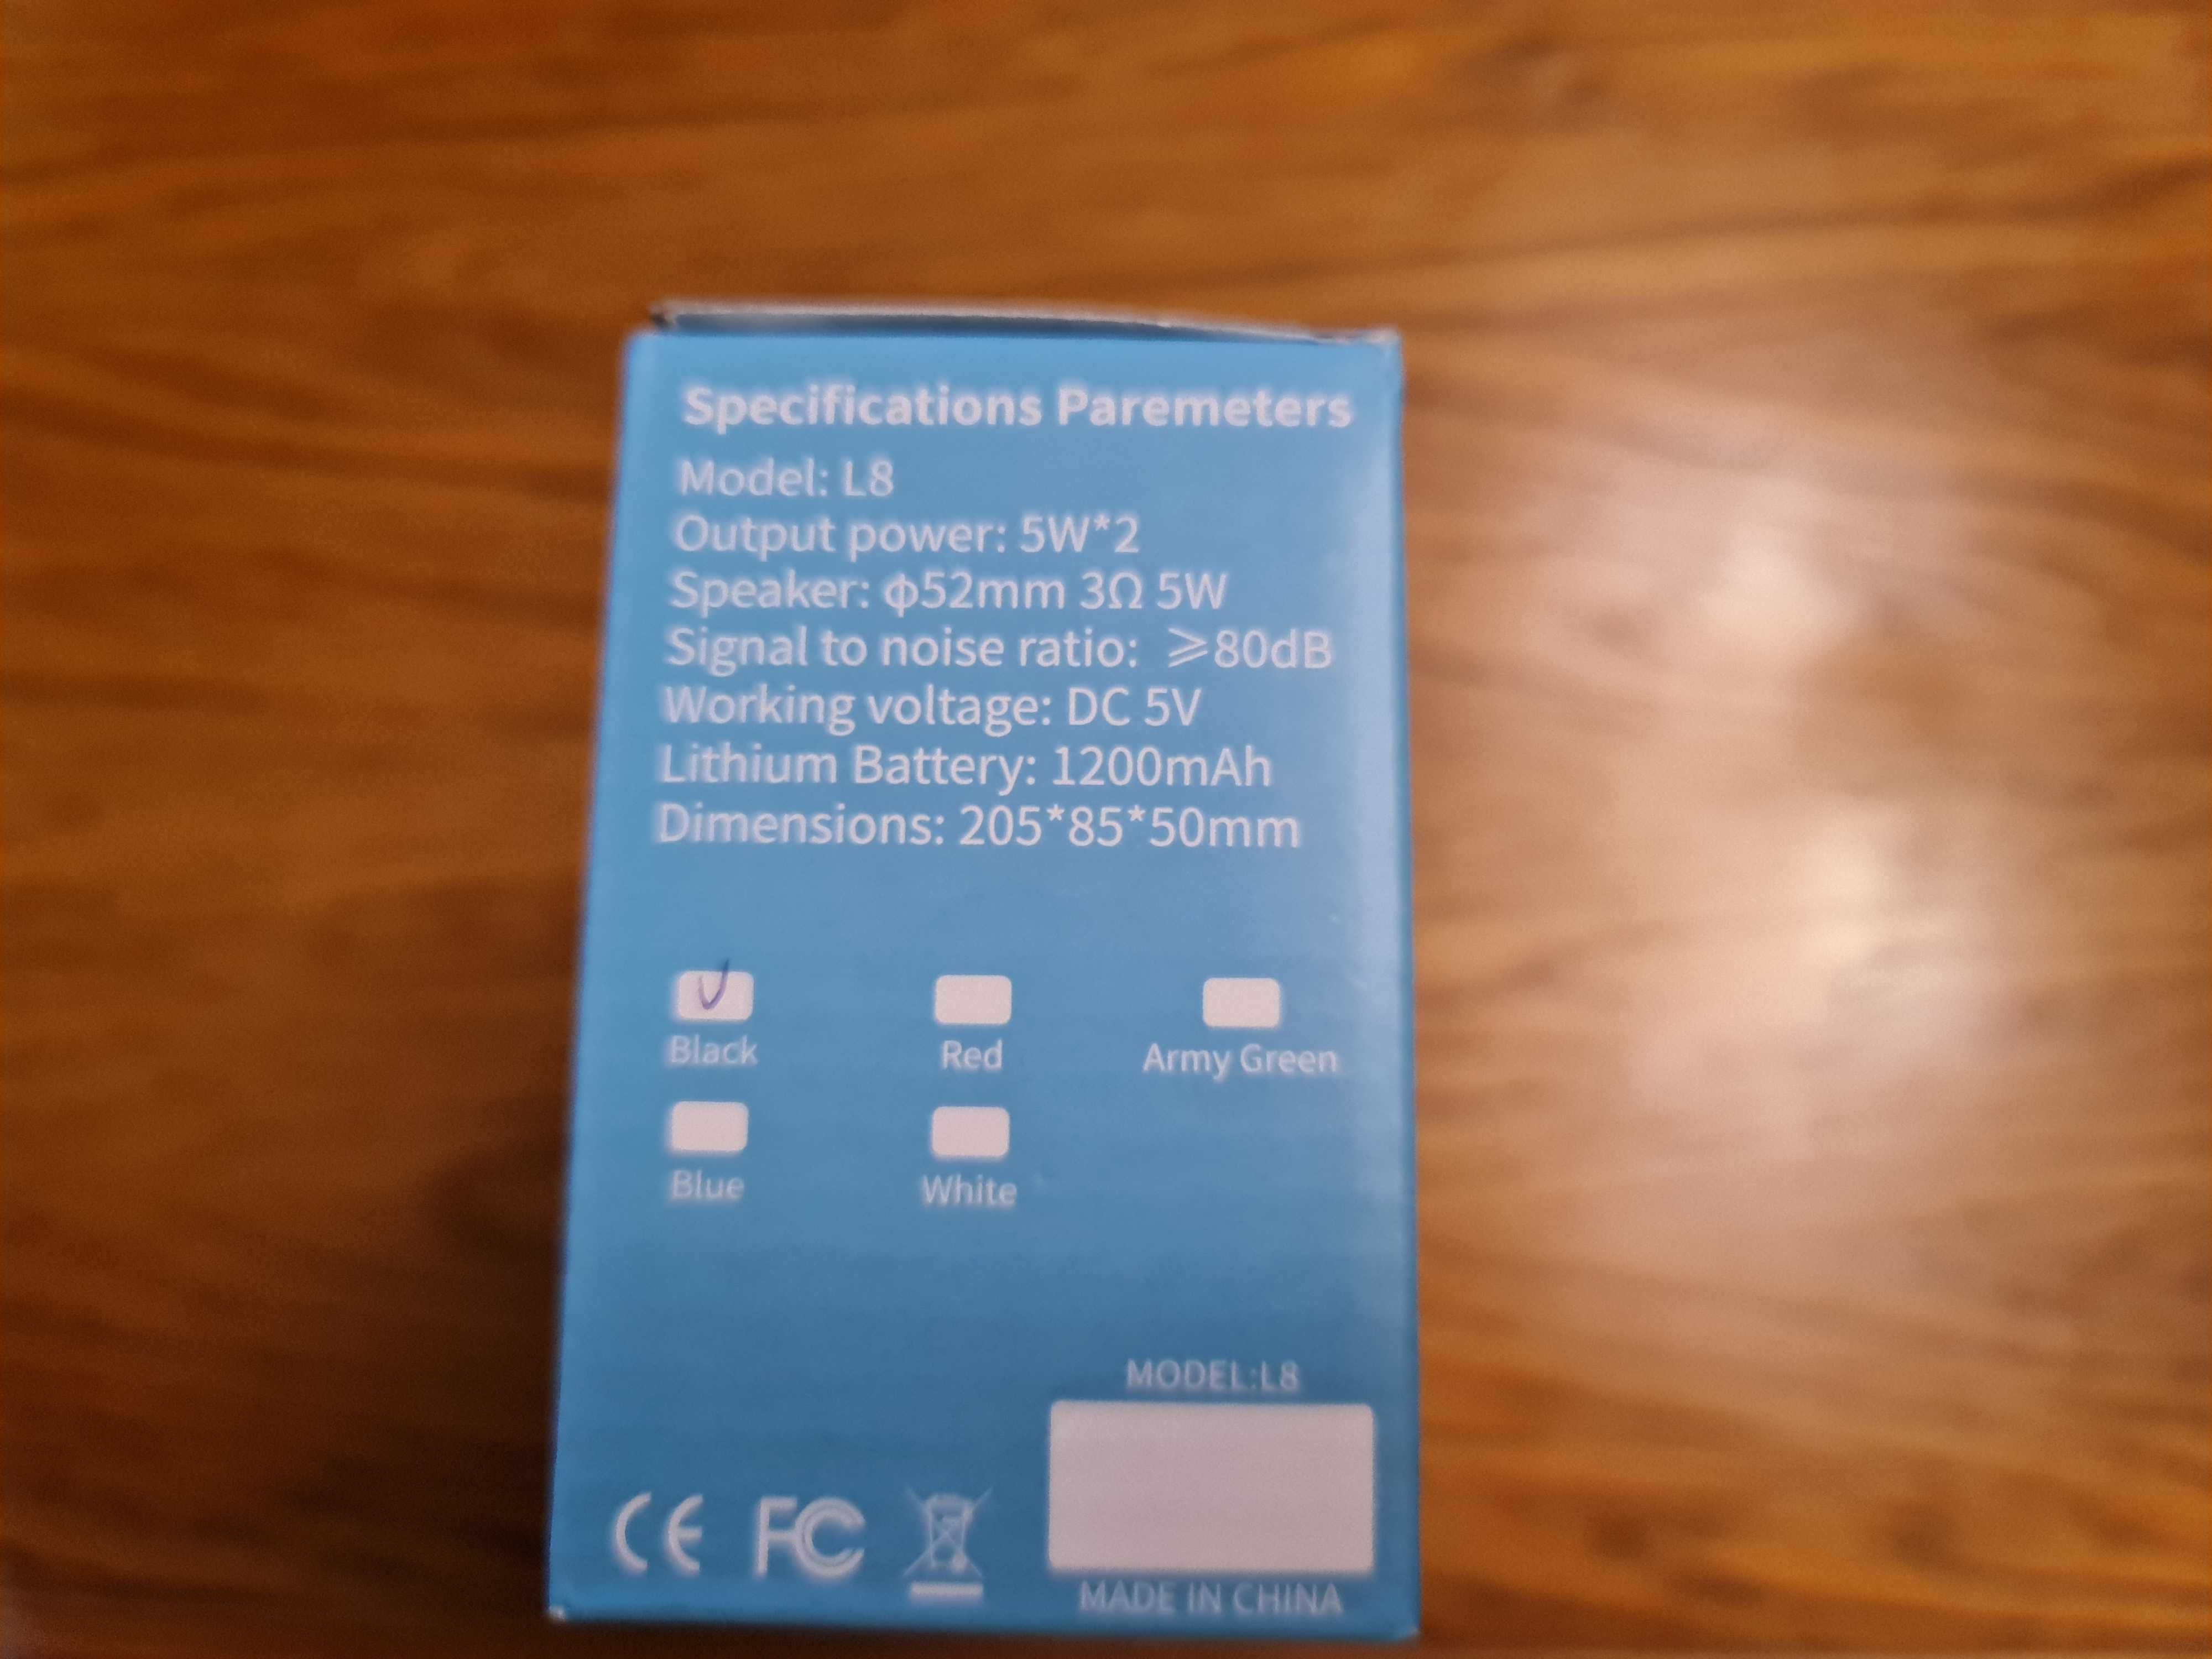 Specifications Paremeters
Model: L8
Output power: 5W*2
Speaker: ф52mm 3Ω 5W
Signal to noise ratio: ⩾80dB
Working voltage: DC 5V
Lithium Battery: 1200mAh
Dimensions: 205*85*50mm
Black Red Army Green
Blue White
MODEL:L8
CE FC
MADE IN CHINA